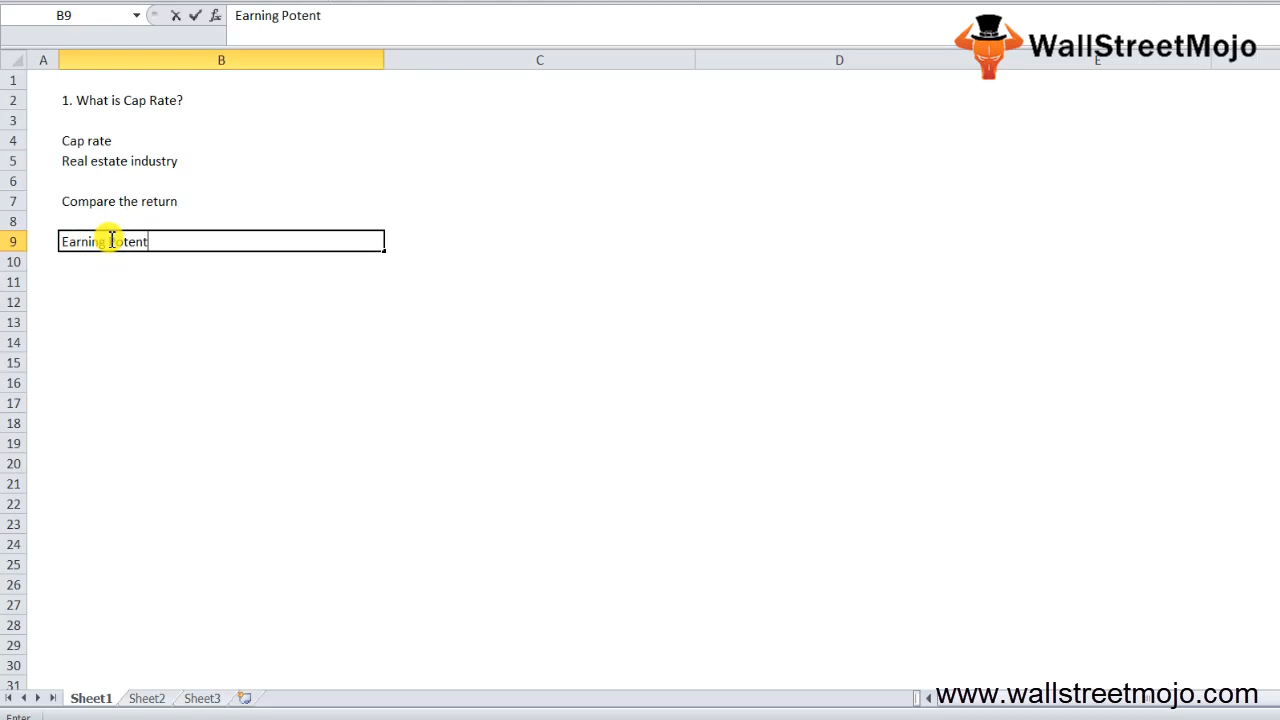 B9
Earning Potent
WallStreetMojo
A
B
C
D
E
1
2
1. What is Cap Rate?
3
4
Cap rate
5
Real estate industry
6
7
Compare the return
8
9
Earning Potent
10
11
12
13
14
15
16
17
18
19
20
21
22
23
24
25
26
27
28
29
30
31
Sheet1
Sheet2
Sheet3
www.wallstreetmojo.com
Enter